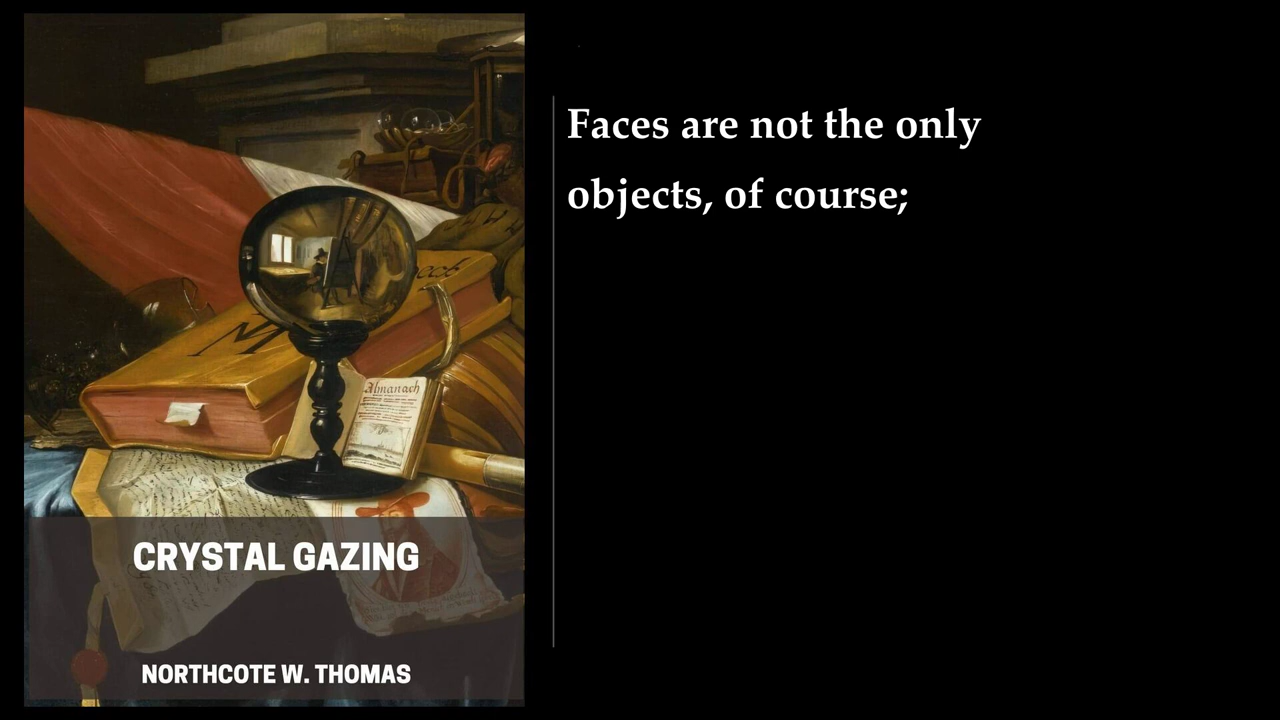 Faces are not the only
objects, of course;
M
Almanach
CRYSTAL GAZING
NORTHCOTE W. THOMAS